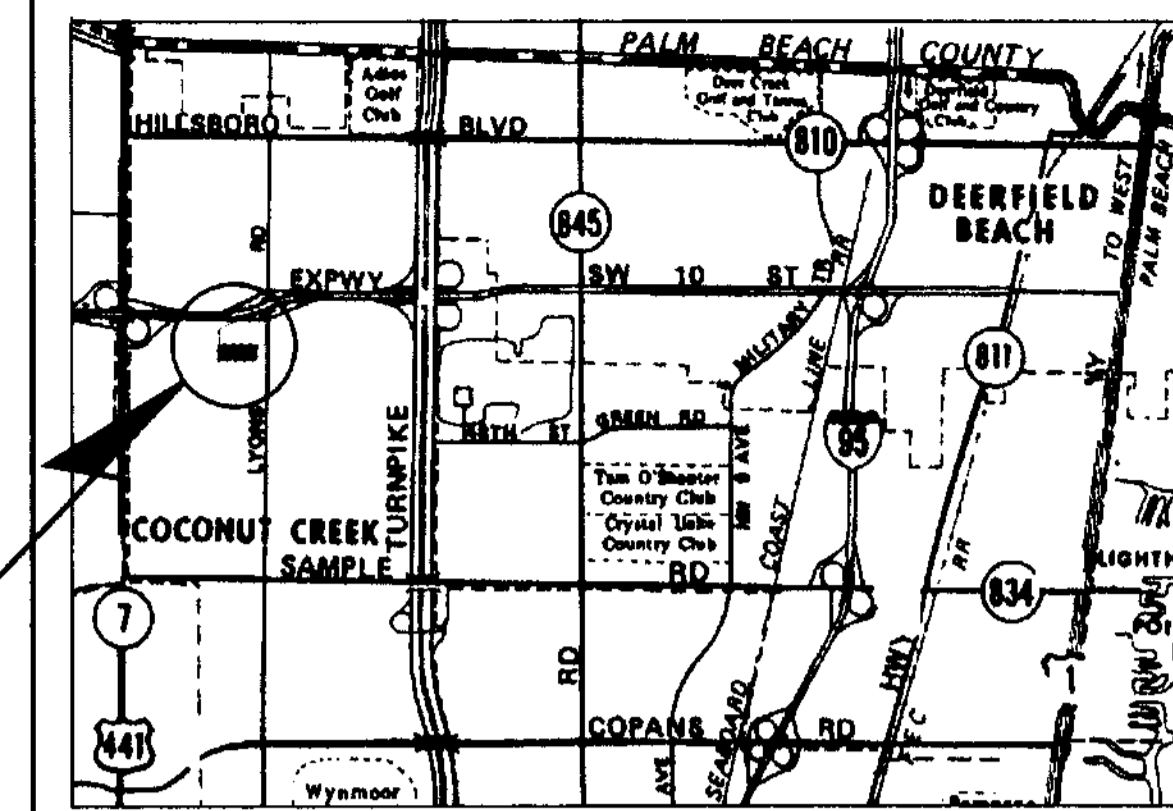 PALM BEACH COUNTY
Adios
Golf
Club
Deer Creek
Golf and Tennis
Club
Deerfield
Golf and Country
Club
HILLSBORO BLVD
810
DEERFIELD
BEACH
TO WEST
PALM BEACH
845
RD
EXPWY
SW 10 ST
MILITARY TR
RR
LINE
811
HY
LYONS
TURNPIKE
GREEN RD
ST
95
AVE
NW 9
Country Club
Crystal Lake
Country Club
COAST
COCONUT CREEK
SAMPLE RD
RR
834
LIGHTH
7
RD
HWY
441
COPANS RD
SEABOARD
AVE
FEC
Wynmoor